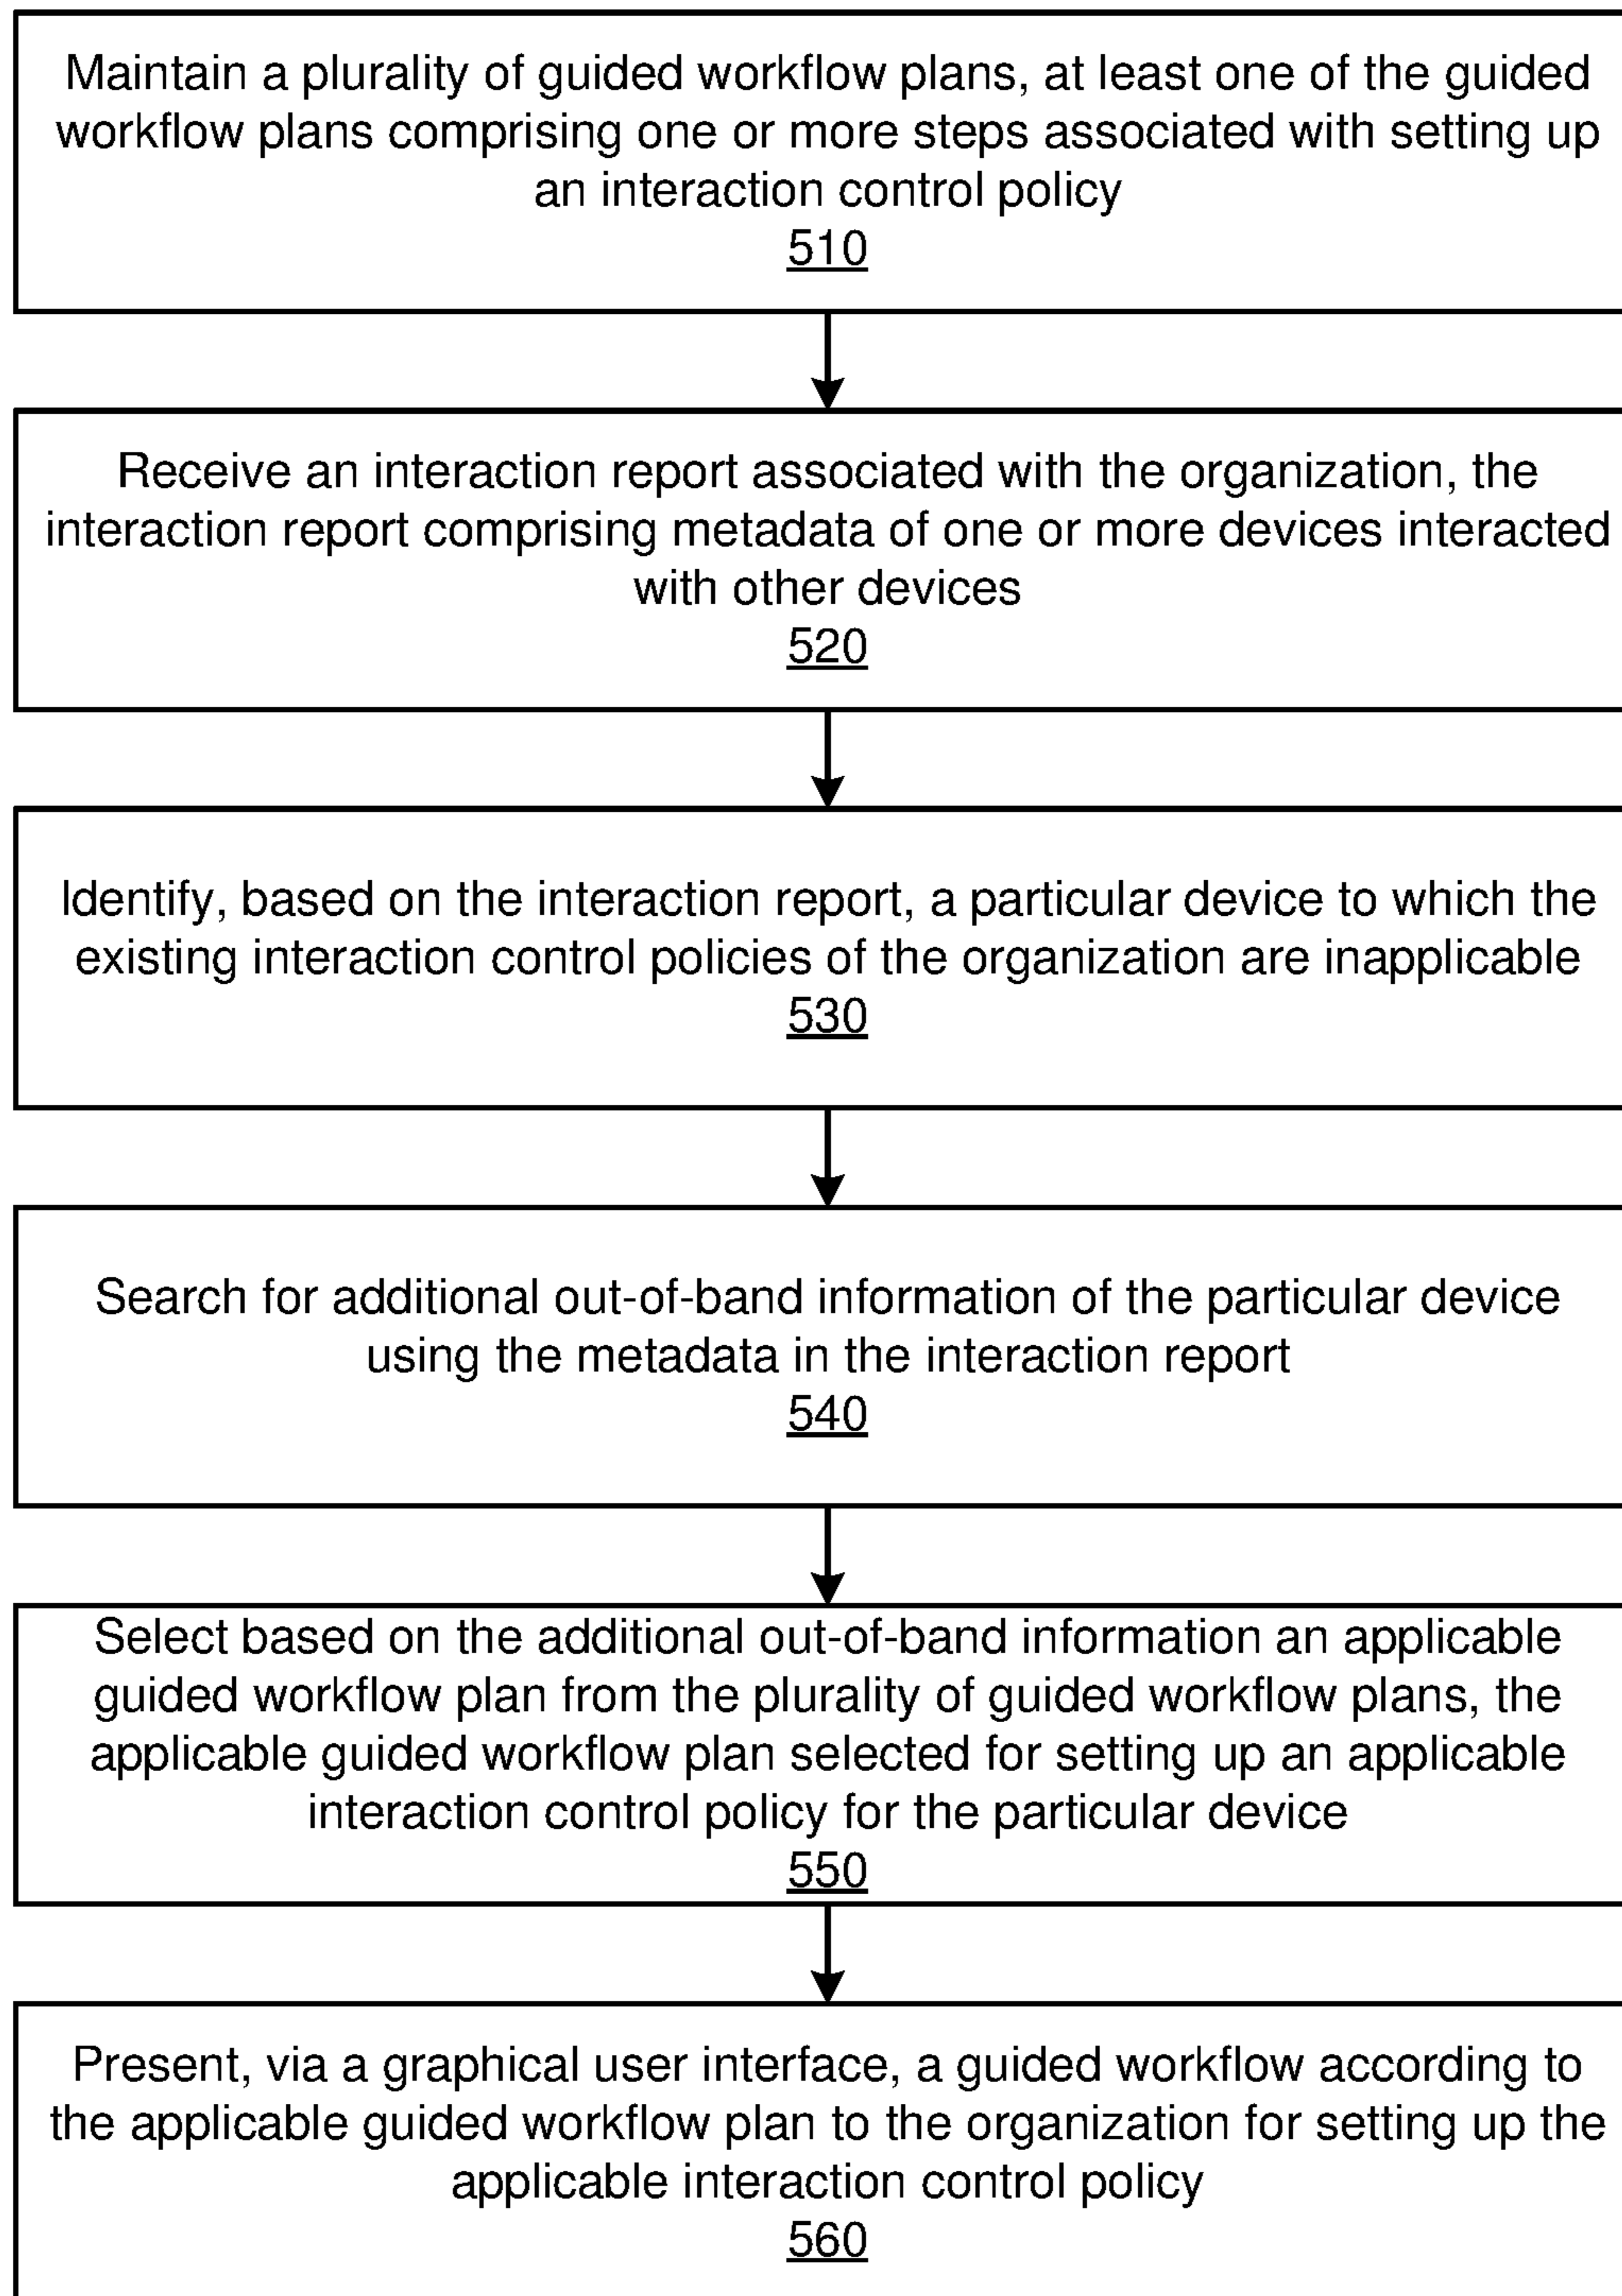 Maintain a plurality of guided workflow plans, at least one of the guided
workflow plans comprising one or more steps associated with setting up
an interaction control policy
510
Receive an interaction report associated with the organization, the
interaction report comprising metadata of one or more devices interacted
with other devices
520
Identify, based on the interaction report, a particular device to which the
existing interaction control policies of the organization are inapplicable
530
Search for additional out-of-band information of the particular device
using the metadata in the interaction report
540
Select based on the additional out-of-band information an applicable
guided workflow plan from the plurality of guided workflow plans, the
applicable guided workflow plan selected for setting up an applicable
interaction control policy for the particular device
550
Present, via a graphical user interface, a guided workflow according to
the applicable guided workflow plan to the organization for setting up the
applicable interaction control policy
560